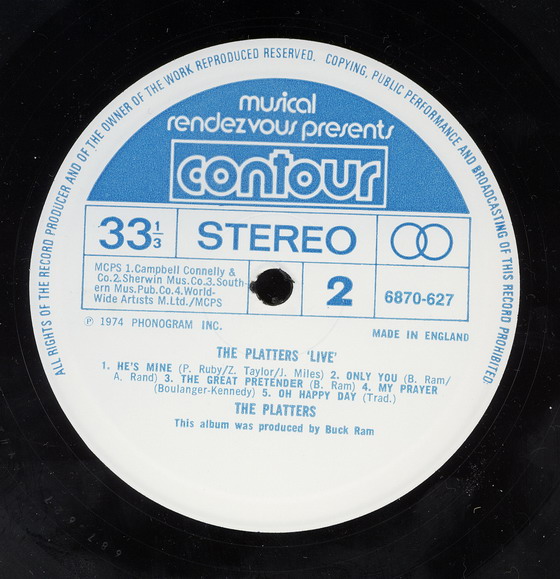 ALL RIGHTS OF THE RECORD PRODUCER AND OF THE OWNER OF THE WORK REPRODUCED RESERVED. COPYING, PUBLIC PERFORMANCE AND BROADCASTING OF THIS RECORD PROHIBITED
musical
rendezvous presents
contour
33 1/3 STEREO
MCPS 1.Campbell Connelly &
Co.2.Sherwin Mus.Co.3.South-
ern Mus.Pub.Co.4.World-
Wide Artists M.Ltd./MCPS
2
6870-627
℗ 1974 PHONOGRAM INC.
MADE IN ENGLAND
THE PLATTERS 'LIVE'
1. HE'S MINE (P. Ruby/Z. Taylor/J. Miles) 2. ONLY YOU (B. Ram/
A. Rand) 3. THE GREAT PRETENDER (B. Ram) 4. MY PRAYER
(Boulanger-Kennedy) 5. OH HAPPY DAY (Trad.)
THE PLATTERS
This album was produced by Buck Ram